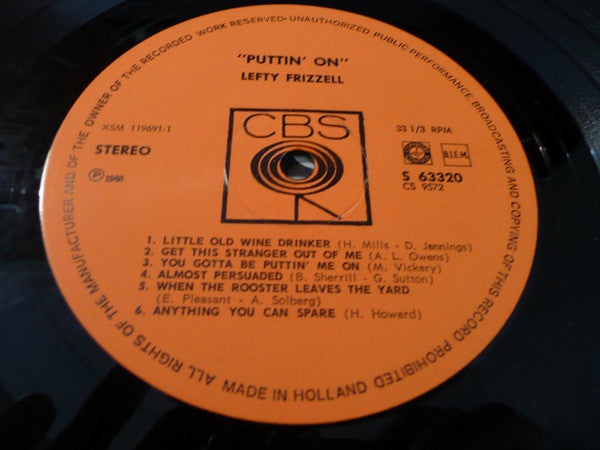 ALL RIGHTS OF THE MANUFACTURER AND OF THE OWNER OF THE RECORDED WORK RESERVED • UNAUTHORIZED PUBLIC PERFORMANCE, BROADCASTING AND COPYING OF THIS RECORD PROHIBITED
"PUTTIN' ON"
LEFTY FRIZZELL
CBS
XSM 119691-1
33 1/3 RPM
STEREO
B.I.E.M.
S 63320
CS 9572
Ⓟ 1968
1. LITTLE OLD WINE DRINKER (H. Mills - D. Jennings)
2. GET THIS STRANGER OUT OF ME (A. L. Owens)
3. YOU GOTTA BE PUTTIN' ME ON (M. Vickery)
4. ALMOST PERSUADED (B. Sherrill - G. Sutton)
5. WHEN THE ROOSTER LEAVES THE YARD
(E. Pleasant - A. Solberg)
6. ANYTHING YOU CAN SPARE (H. Howard)
MADE IN HOLLAND